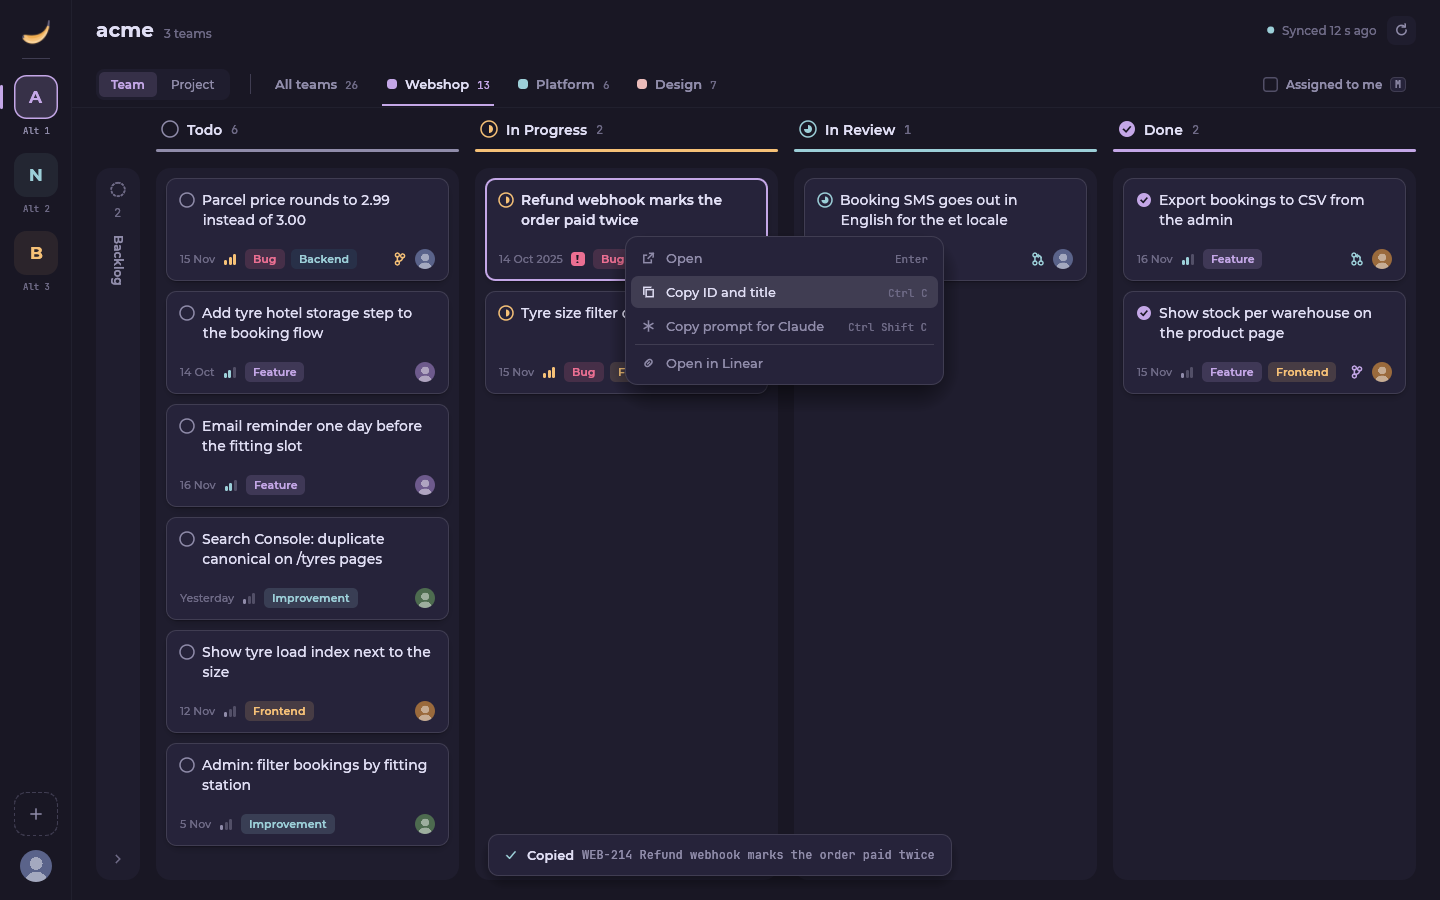 acme 3 teams
Synced 12 s ago
A
Alt 1
N
Alt 2
B
Alt 3
Team Project
All teams 26
Webshop 13
Platform 6
Design 7
Assigned to me M
2
Backlog
Todo 6
Parcel price rounds to 2.99
instead of 3.00
15 Nov Bug Backend
Add tyre hotel storage step to
the booking flow
14 Oct Feature
Email reminder one day before
the fitting slot
16 Nov Feature
Search Console: duplicate
canonical on /tyres pages
Yesterday Improvement
Show tyre load index next to the
size
12 Nov Frontend
Admin: filter bookings by fitting
station
5 Nov Improvement
In Progress 2
Refund webhook marks the
order paid twice
14 Oct 2025 Bug
Tyre size filter
15 Nov Bug F
Open Enter
Copy ID and title Ctrl C
Copy prompt for Claude Ctrl Shift C
Open in Linear
In Review 1
Booking SMS goes out in
English for the et locale
Done 2
Export bookings to CSV from
the admin
16 Nov Feature
Show stock per warehouse on
the product page
15 Nov Feature Frontend
Copied WEB-214 Refund webhook marks the order paid twice